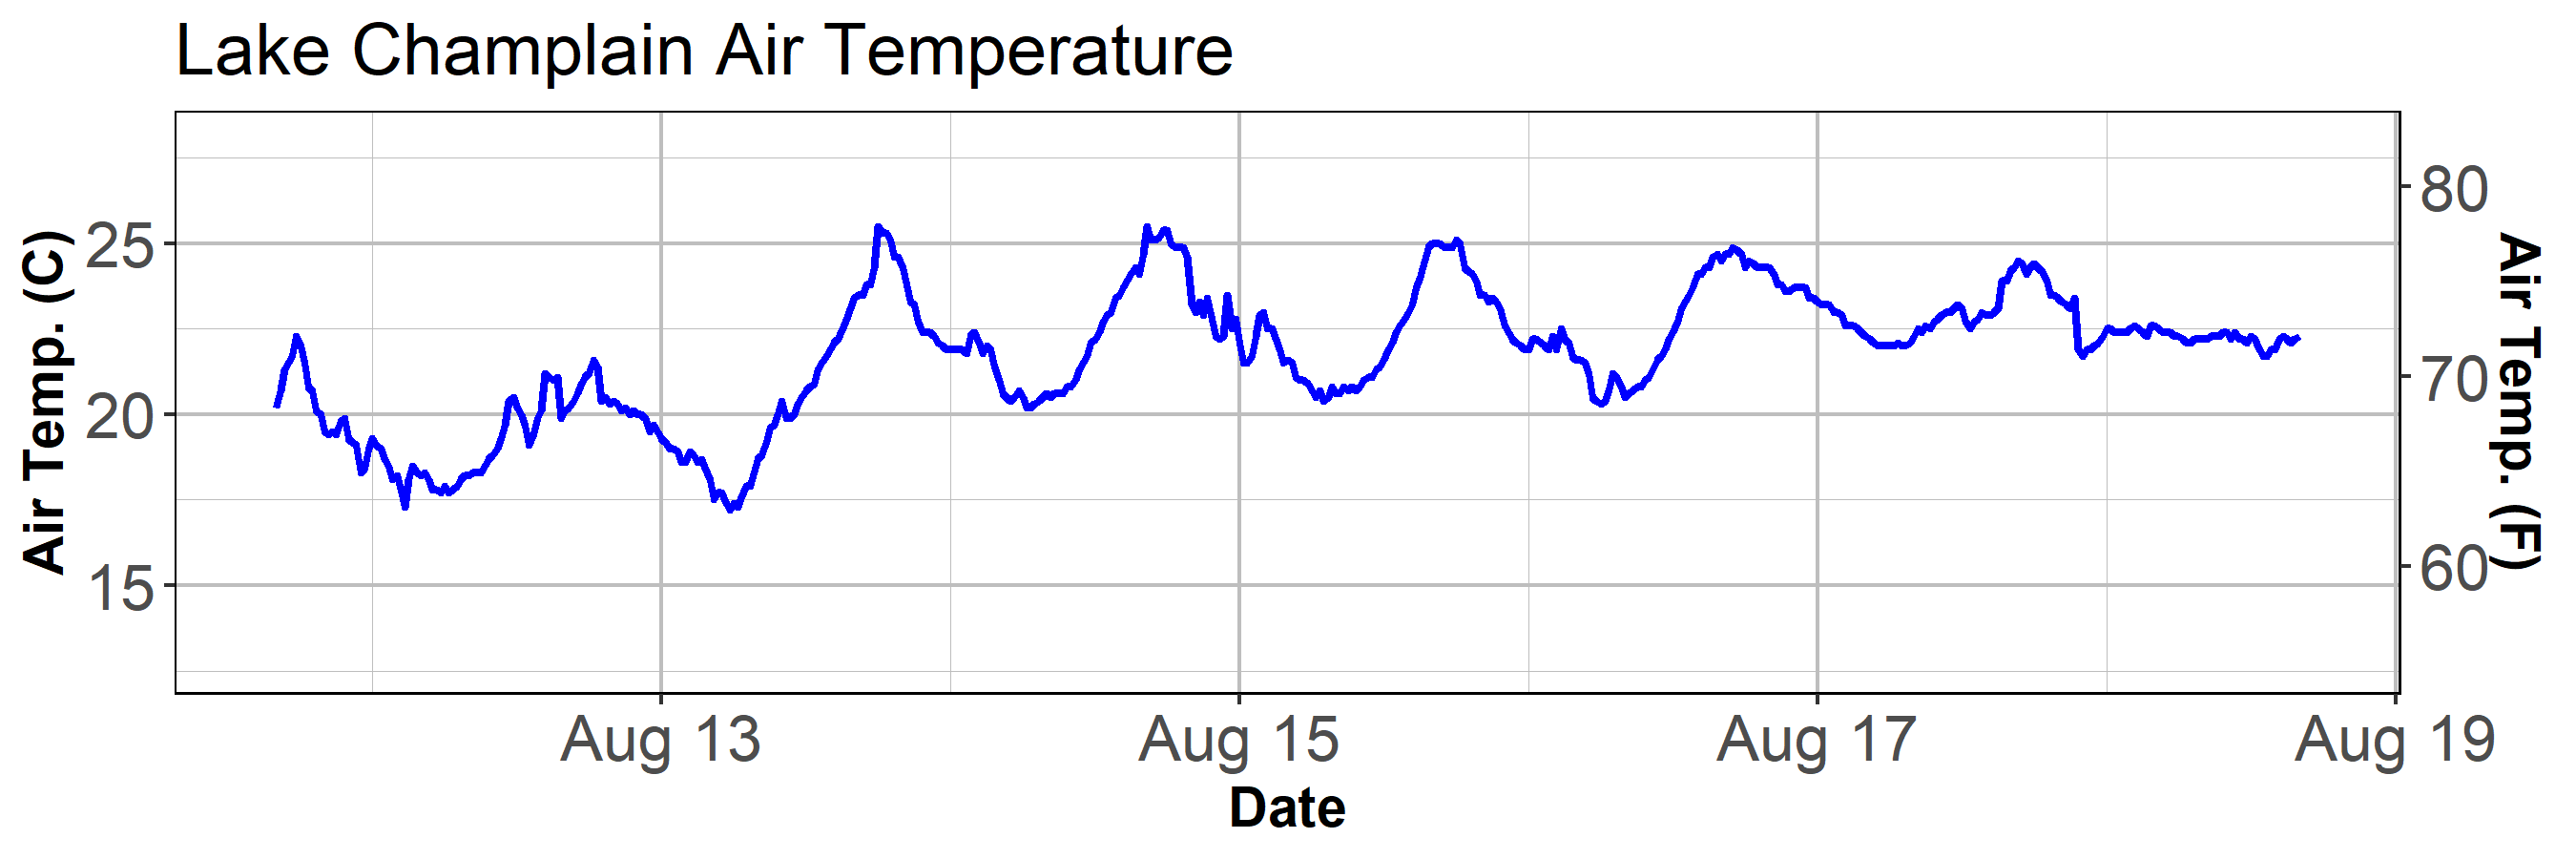 Lake Champlain Air Temperature
Air Temp. (C)
25
20
15
80
70
60
Air Temp. (F)
Aug 13
Aug 15
Aug 17
Aug 19
Date